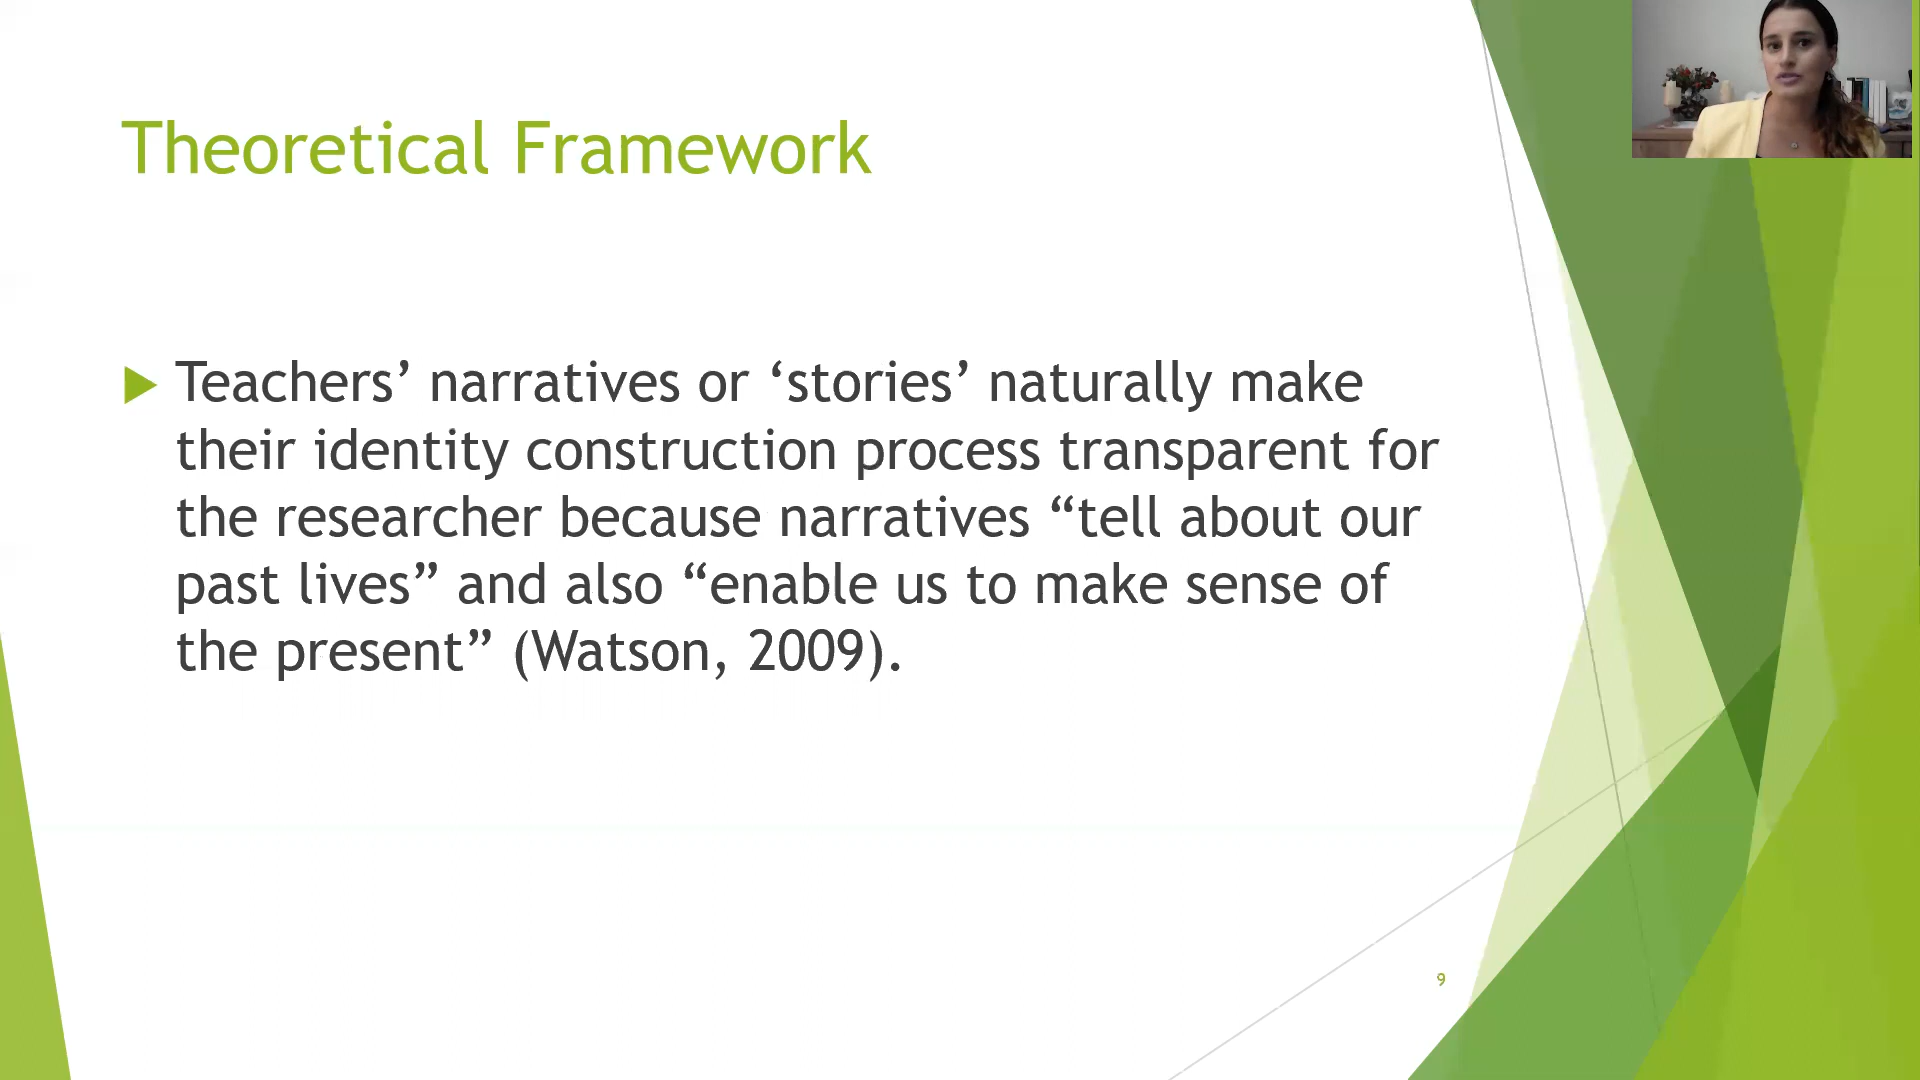 Theoretical Framework
Teachers’ narratives or ‘stories’ naturally make
their identity construction process transparent for
the researcher because narratives “tell about our
past lives” and also “enable us to make sense of
the present” (Watson, 2009).
9